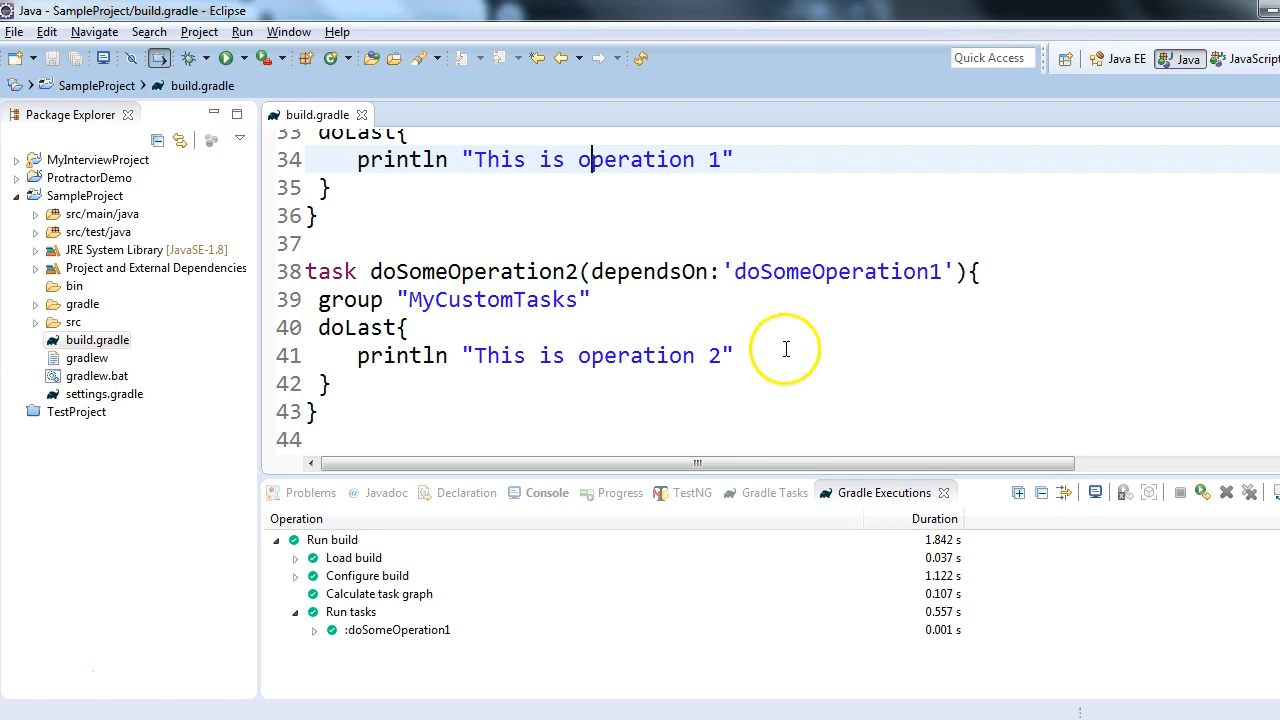 Java - SampleProject/build.gradle - Eclipse
File Edit Navigate Search Project Run Window Help
Quick Access Java EE Java JavaScript
SampleProject build.gradle
Package Explorer
MyInterviewProject
ProtractorDemo
SampleProject
src/main/java
src/test/java
JRE System Library [JavaSE-1.8]
Project and External Dependencies
bin
gradle
src
build.gradle
gradlew
gradlew.bat
settings.gradle
TestProject
build.gradle
33 doLast{
34 println "This is operation 1"
35 }
36 }
37
38 task doSomeOperation2(dependsOn:'doSomeOperation1'){
39 group "MyCustomTasks"
40 doLast{
41 println "This is operation 2"
42 }
43 }
44
Problems Javadoc Declaration Console Progress TestNG Gradle Tasks Gradle Executions
Operation Duration
Run build 1.842 s
Load build 0.037 s
Configure build 1.122 s
Calculate task graph 0.107 s
Run tasks 0.557 s
:doSomeOperation1 0.001 s